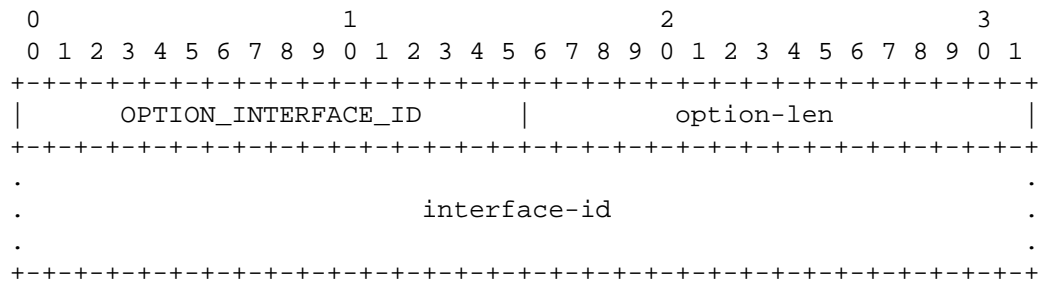 0                   1                   2                   3
 0 1 2 3 4 5 6 7 8 9 0 1 2 3 4 5 6 7 8 9 0 1 2 3 4 5 6 7 8 9 0 1
+-+-+-+-+-+-+-+-+-+-+-+-+-+-+-+-+-+-+-+-+-+-+-+-+-+-+-+-+-+-+-+-+
|      OPTION_INTERFACE_ID      |         option-len            |
+-+-+-+-+-+-+-+-+-+-+-+-+-+-+-+-+-+-+-+-+-+-+-+-+-+-+-+-+-+-+-+-+
.                                                               .
.                         interface-id                          .
.                                                               .
+-+-+-+-+-+-+-+-+-+-+-+-+-+-+-+-+-+-+-+-+-+-+-+-+-+-+-+-+-+-+-+-+